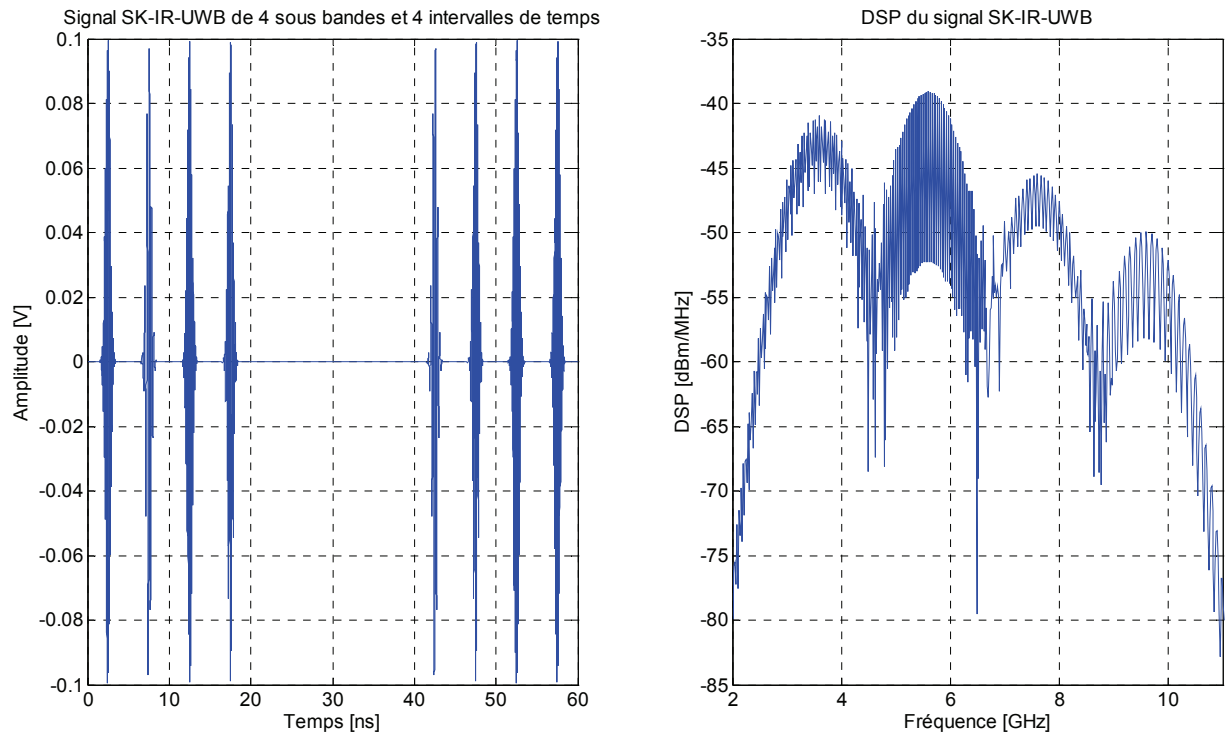 Signal SK-IR-UWB de 4 sous bandes et 4 intervalles de temps
0.1
0.08
0.06
0.04
0.02
0
-0.02
-0.04
-0.06
-0.08
-0.1
Amplitude [V]
0 10 20 30 40 50 60
Temps [ns]
DSP du signal SK-IR-UWB
-35
-40
-45
-50
-55
-60
-65
-70
-75
-80
-85
DSP [dBm/MHz]
2 4 6 8 10
Fréquence [GHz]